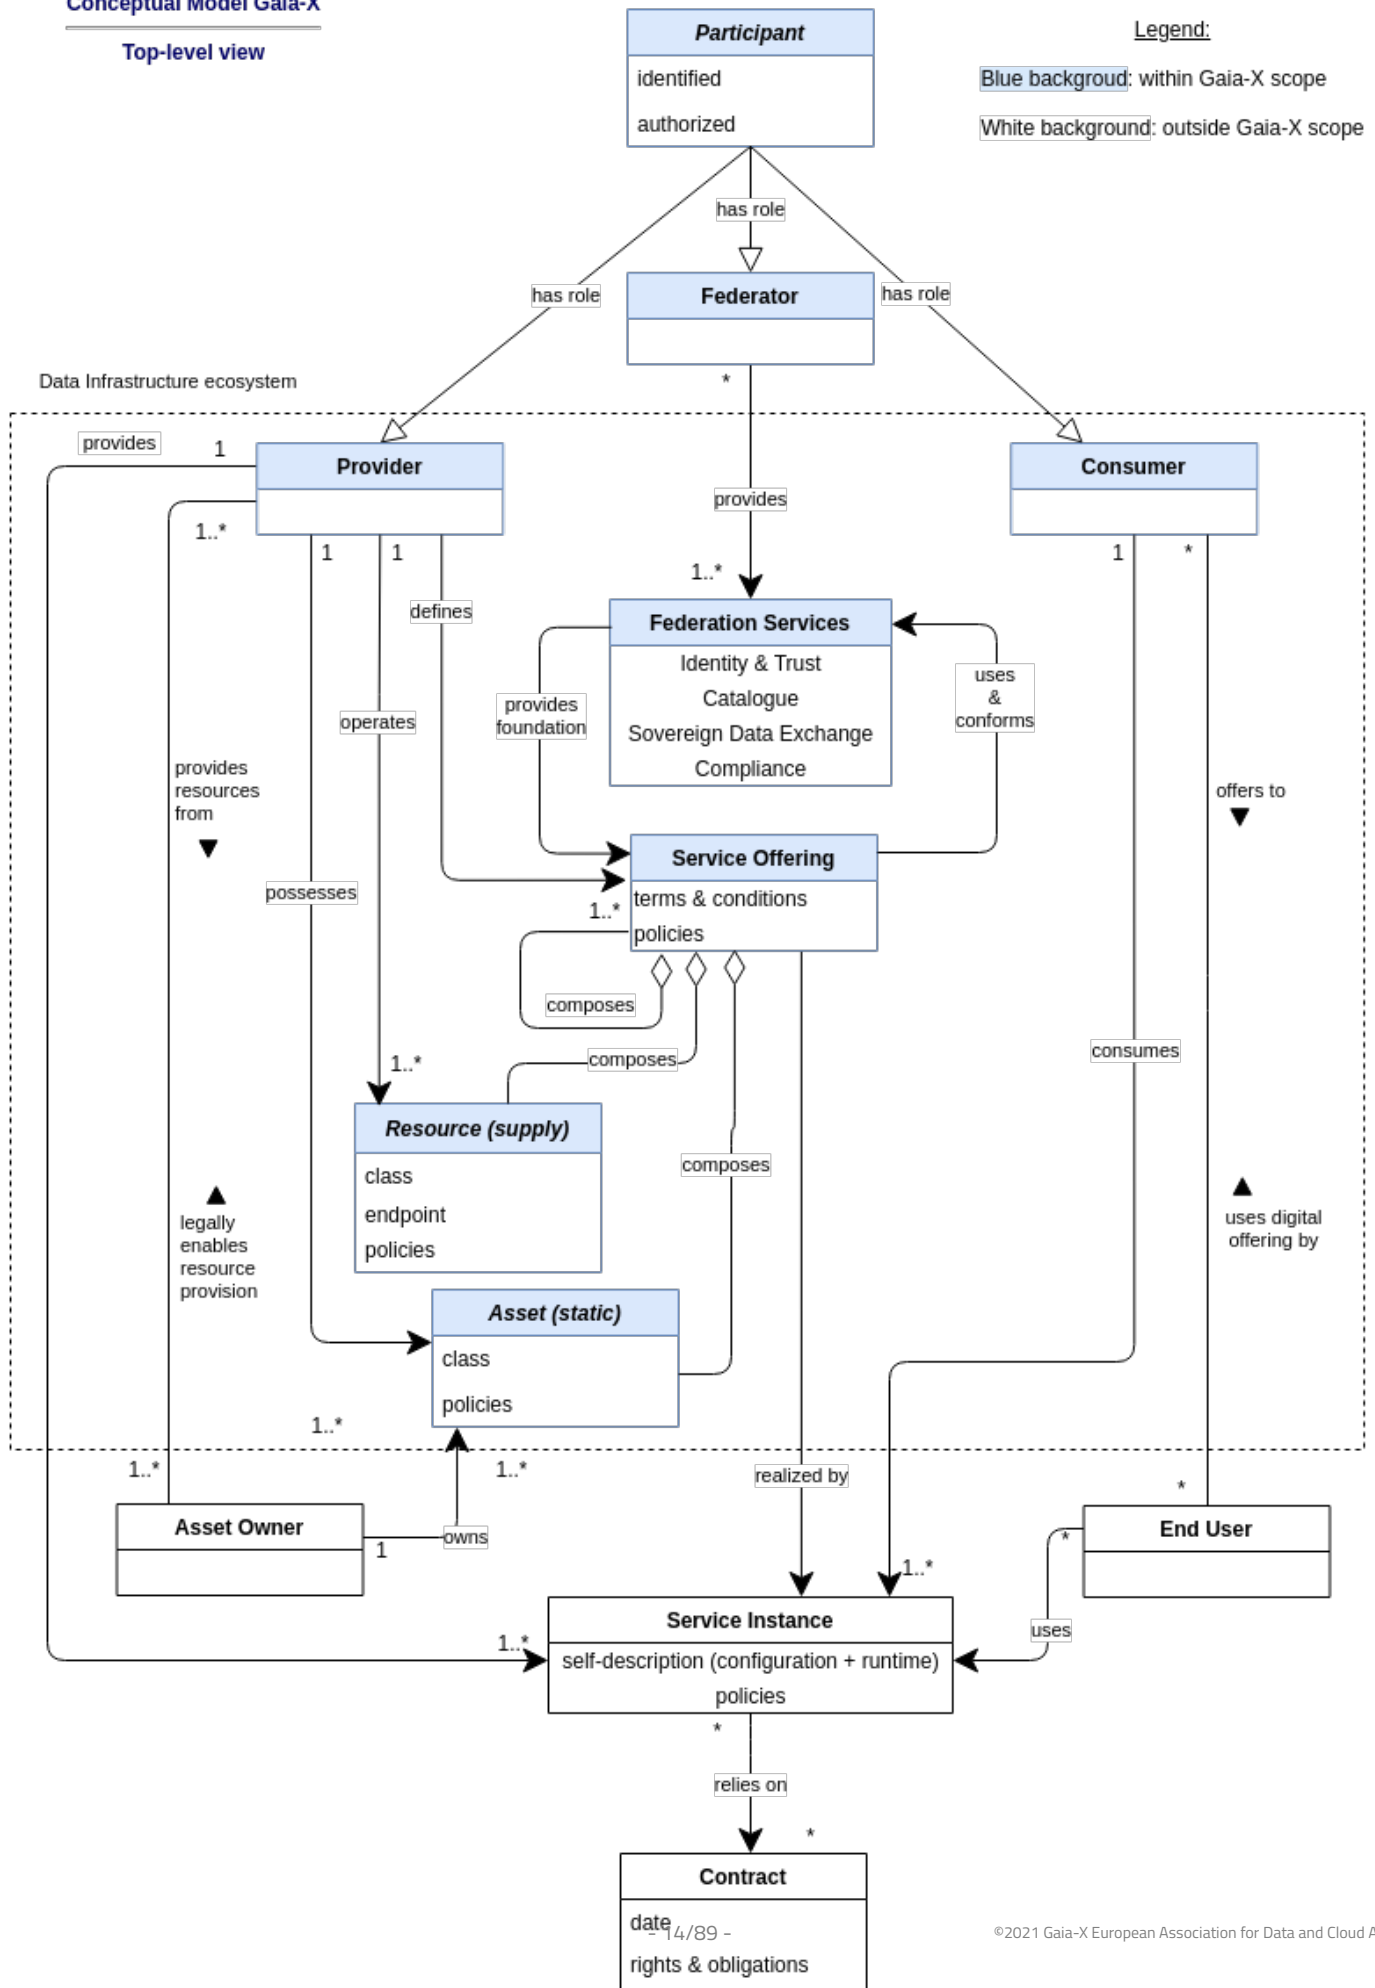 Conceptual Model Gaia-X
Top-level view
Participant
identified
authorized
Legend:
Blue backgroud: within Gaia-X scope
White background: outside Gaia-X scope
has role
has role
has role
Federator
*
Data Infrastructure ecosystem
provides
1
Provider
Consumer
1..*
provides
1
1
1
*
1..*
defines
Federation Services
Identity & Trust
Catalogue
Sovereign Data Exchange
Compliance
uses
&
conforms
provides
foundation
operates
provides
resources
from
offers to
possesses
Service Offering
terms & conditions
policies
1..*
composes
composes
consumes
1..*
Resource (supply)
class
endpoint
policies
composes
legally
enables
resource
provision
uses digital
offering by
Asset (static)
class
policies
1..*
1..*
1..*
realized by
*
Asset Owner
1
owns
End User
*
1..*
Service Instance
self-description (configuration + runtime)
policies
1..*
uses
*
relies on
*
Contract
date
rights & obligations
- 14/89 -
©2021 Gaia-X European Association for Data and Cloud A